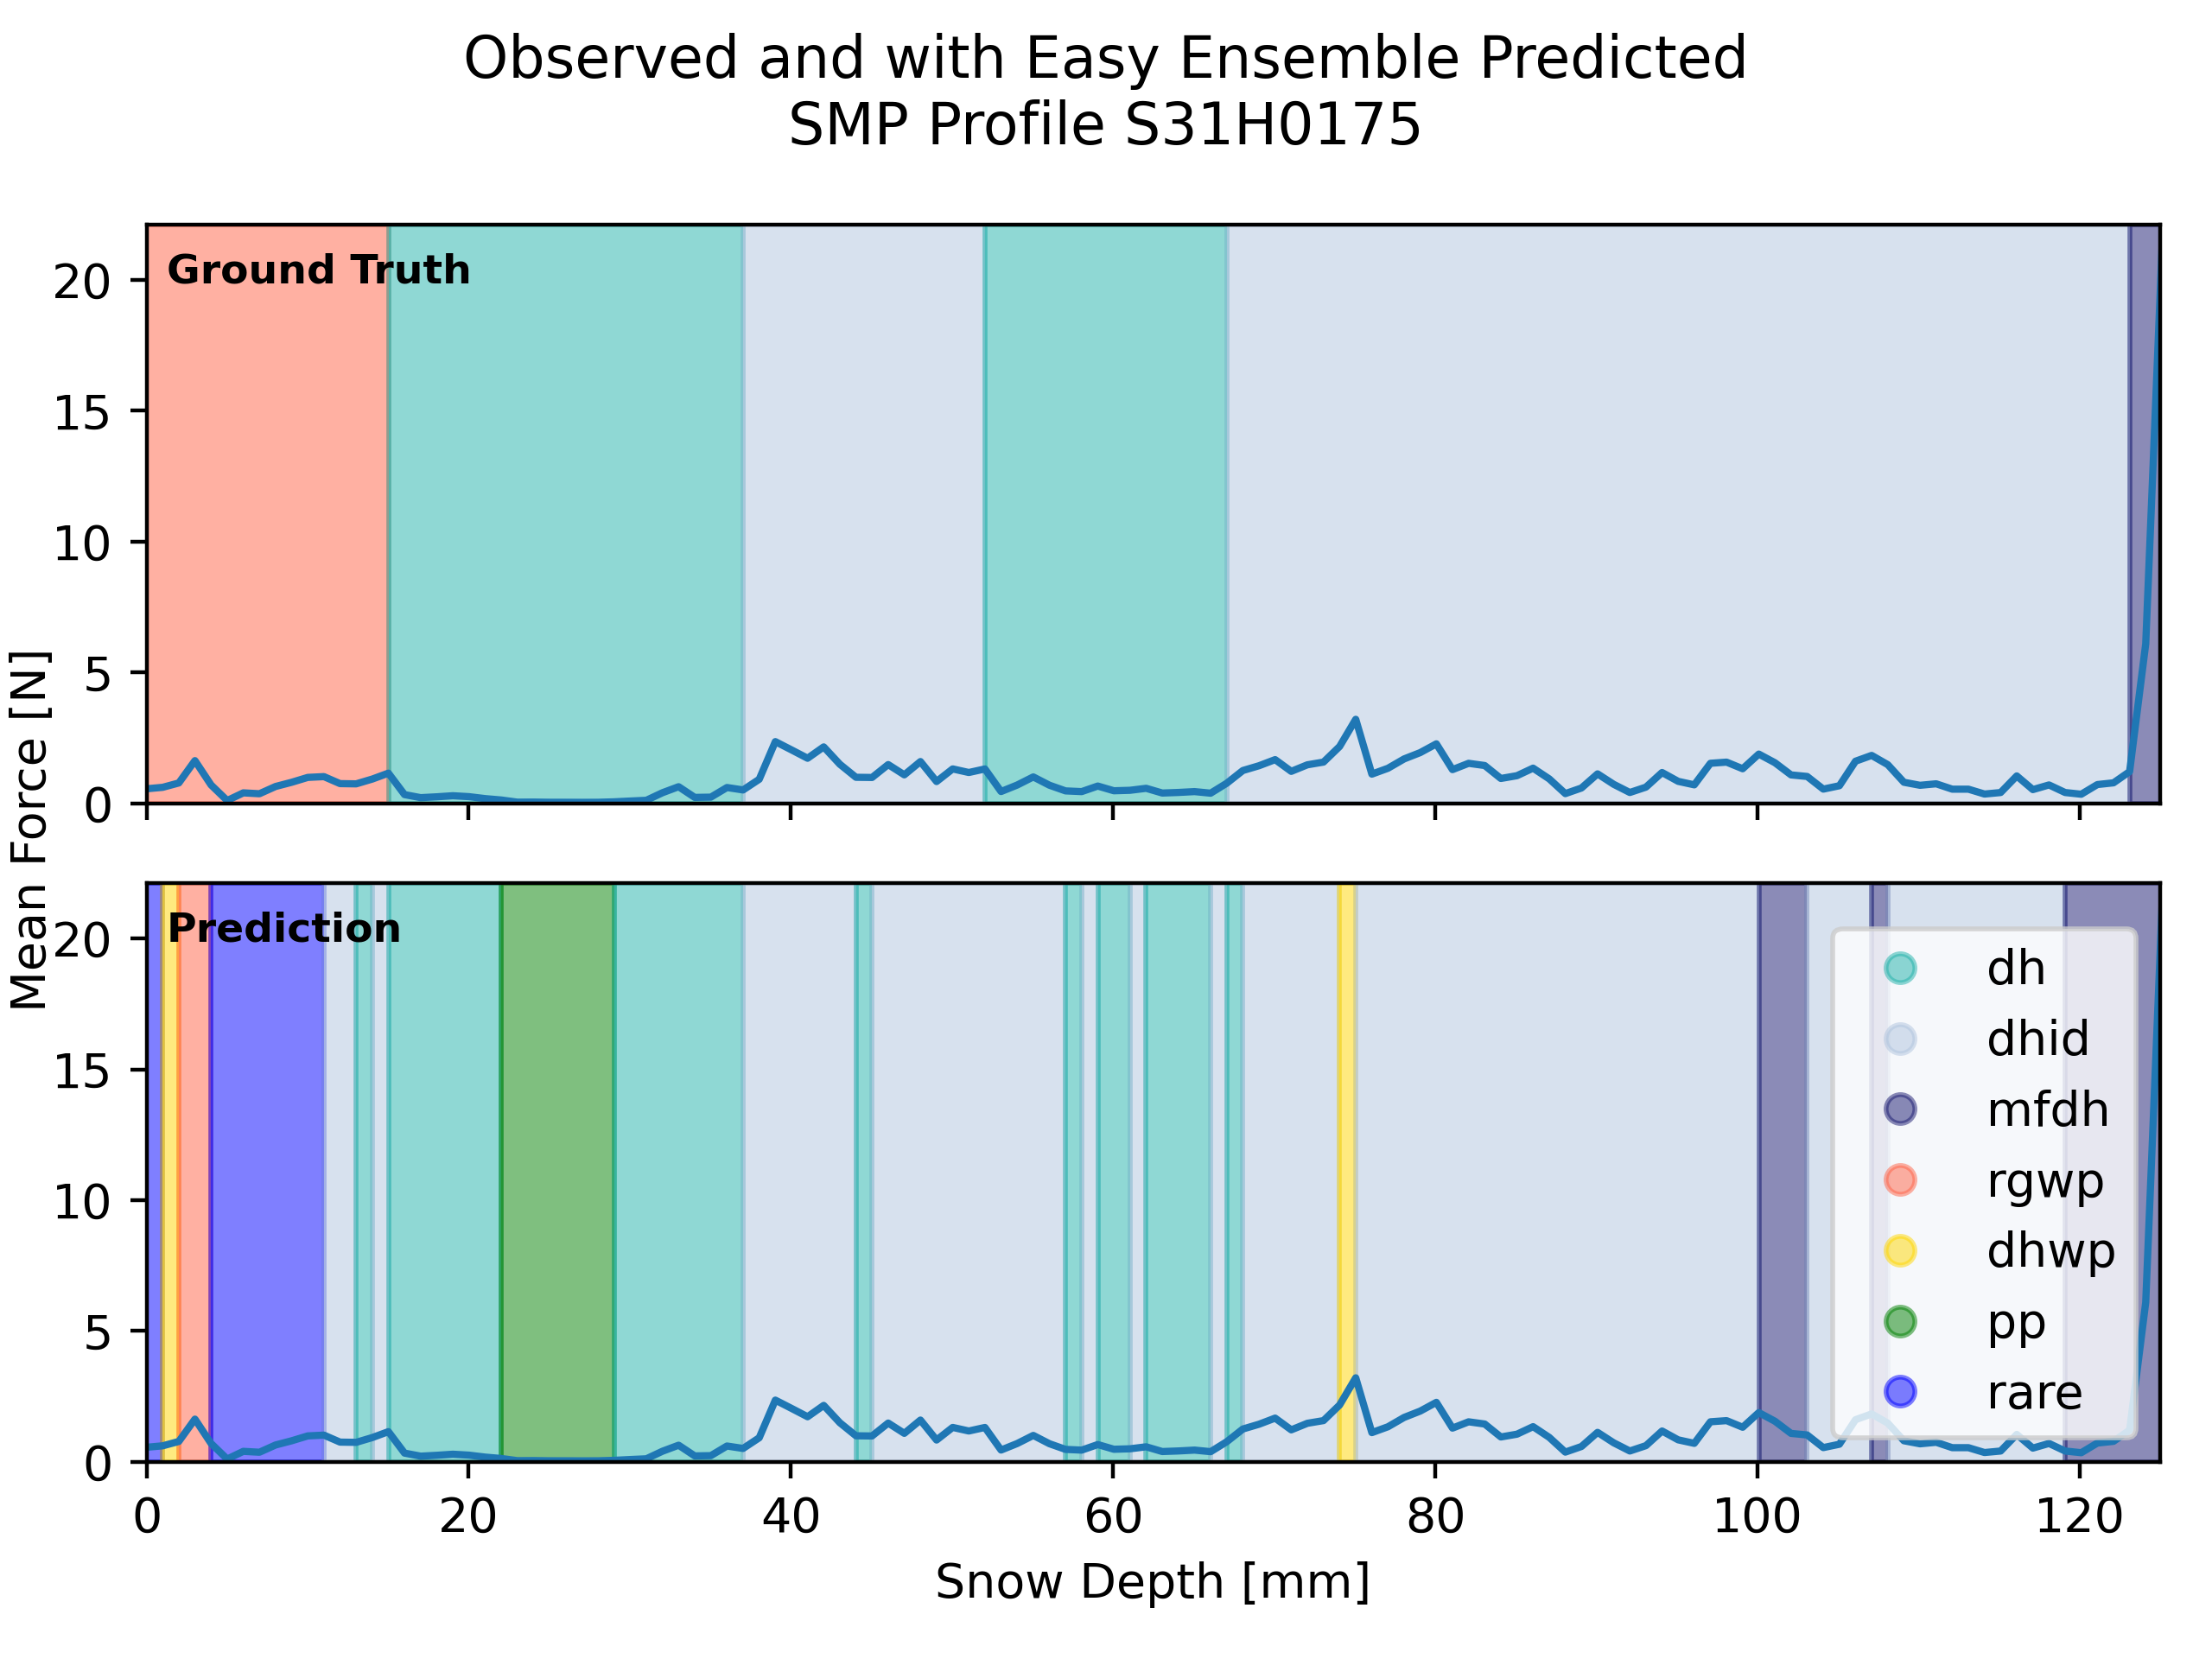 Observed and with Easy Ensemble Predicted
SMP Profile S31H0175
Mean Force [N]
Ground Truth
20
15
10
5
0
Prediction
20
15
10
5
0
dh
dhid
mfdh
rgwp
dhwp
pp
rare
0 20 40 60 80 100 120
Snow Depth [mm]